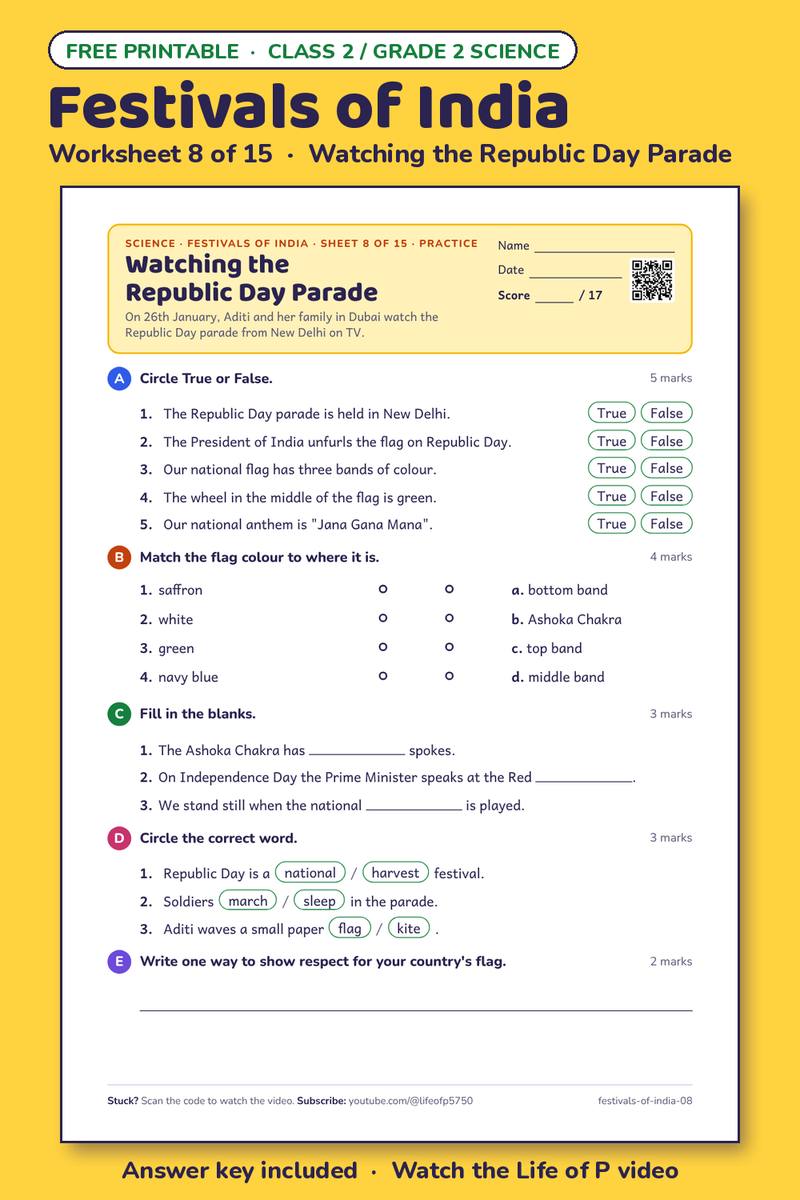 FREE PRINTABLE · CLASS 2 / GRADE 2 SCIENCE
Festivals of India
Worksheet 8 of 15 · Watching the Republic Day Parade
SCIENCE · FESTIVALS OF INDIA · SHEET 8 OF 15 · PRACTICE
Watching the
Republic Day Parade
On 26th January, Aditi and her family in Dubai watch the
Republic Day parade from New Delhi on TV.
Name ____________
Date ____________
Score ______ / 17
A Circle True or False. 5 marks
1. The Republic Day parade is held in New Delhi. True False
2. The President of India unfurls the flag on Republic Day. True False
3. Our national flag has three bands of colour. True False
4. The wheel in the middle of the flag is green. True False
5. Our national anthem is "Jana Gana Mana". True False
B Match the flag colour to where it is. 4 marks
1. saffron a. bottom band
2. white b. Ashoka Chakra
3. green c. top band
4. navy blue d. middle band
C Fill in the blanks. 3 marks
1. The Ashoka Chakra has ____________ spokes.
2. On Independence Day the Prime Minister speaks at the Red ____________.
3. We stand still when the national ____________ is played.
D Circle the correct word. 3 marks
1. Republic Day is a national / harvest festival.
2. Soldiers march / sleep in the parade.
3. Aditi waves a small paper flag / kite .
E Write one way to show respect for your country's flag. 2 marks
Stuck? Scan the code to watch the video. Subscribe: youtube.com/@lifeofp5750 festivals-of-india-08
Answer key included · Watch the Life of P video